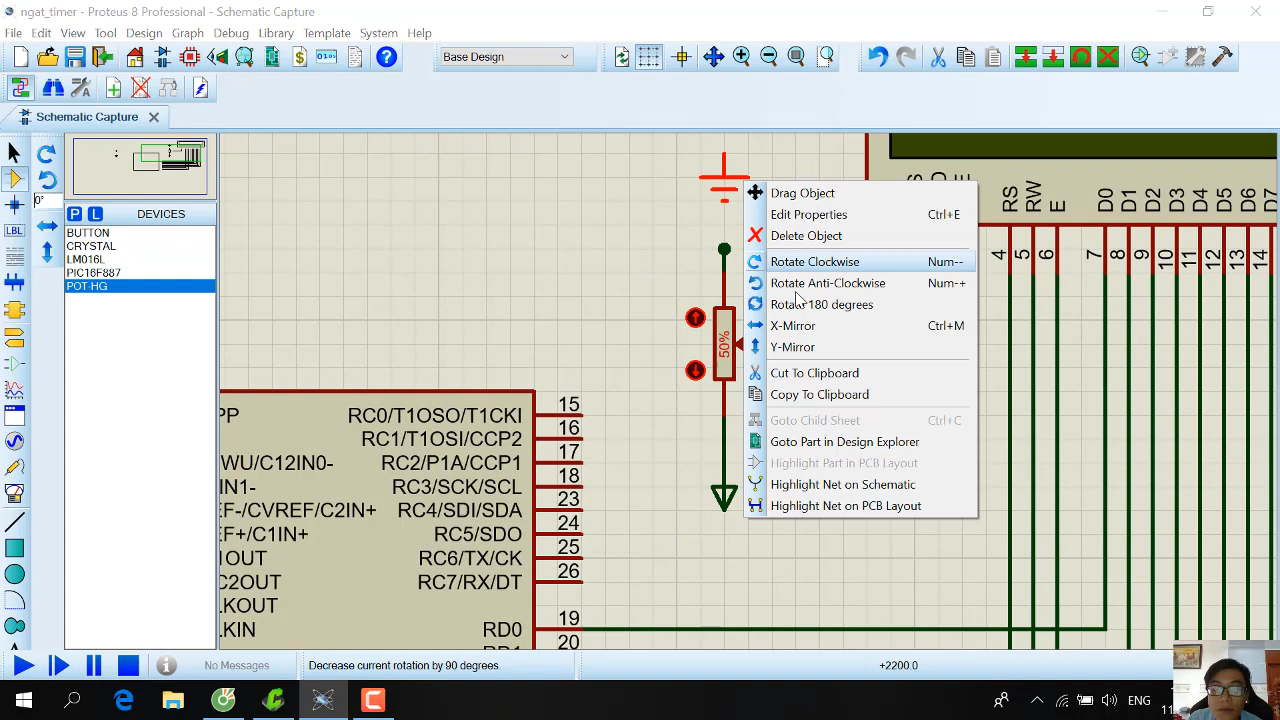 ngat_timer - Proteus 8 Professional - Schematic Capture
File Edit View Tool Design Graph Debug Library Template System Help
Base Design
Schematic Capture
0°
P L DEVICES
BUTTON
CRYSTAL
LM016L
PIC16F887
POT-HG
LBL
Drag Object
Edit Properties Ctrl+E
Delete Object
Rotate Clockwise Num--
Rotate Anti-Clockwise Num-+
Rotate 180 degrees
X-Mirror Ctrl+M
Y-Mirror
Cut To Clipboard
Copy To Clipboard
Goto Child Sheet Ctrl+C
Goto Part in Design Explorer
Highlight Part in PCB Layout
Highlight Net on Schematic
Highlight Net on PCB Layout
50%
RS RW E D0 D1 D2 D3 D4 D5 D6 D7
4 5 6 7 8 9 10 11 12 13 14
PP RC0/T1OSO/T1CKI 15
RC1/T1OSI/CCP2 16
WU/C12IN0- RC2/P1A/CCP1 17
IN1- RC3/SCK/SCL 18
EF-/CVREF/C2IN+ RC4/SDI/SDA 23
EF+/C1IN+ RC5/SDO 24
1OUT RC6/TX/CK 25
C2OUT RC7/RX/DT 26
LKOUT
LKIN RD0 19
20
No Messages Decrease current rotation by 90 degrees. +2200.0
ENG